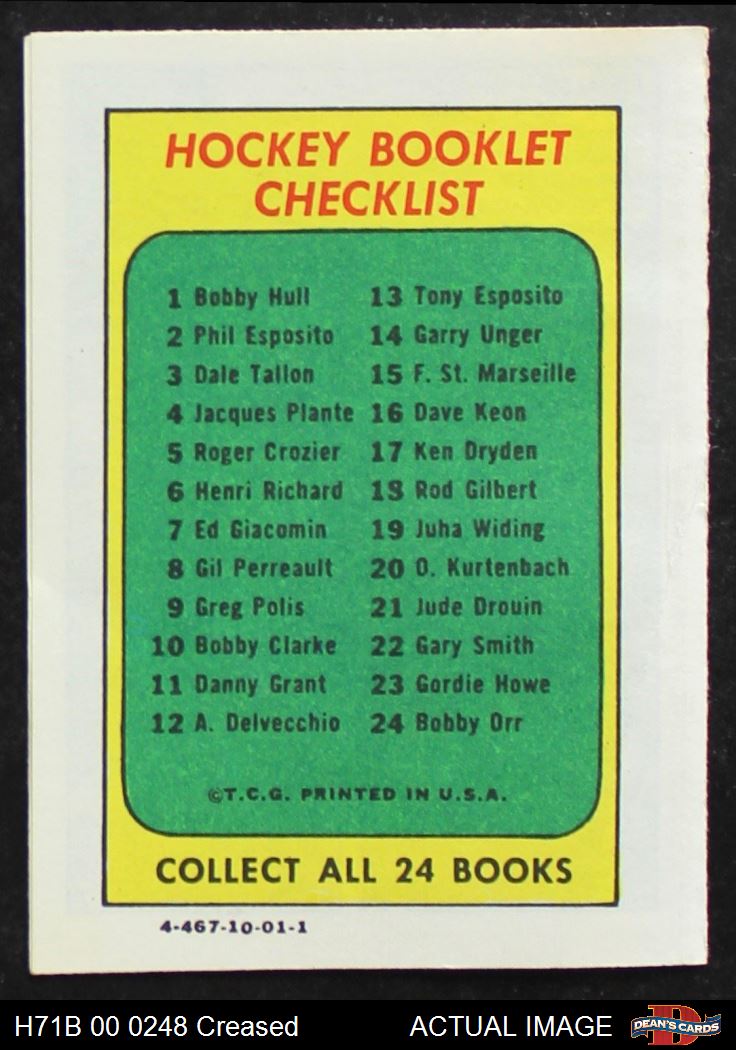 HOCKEY BOOKLET
CHECKLIST
1 Bobby Hull
2 Phil Esposito
3 Dale Tallon
4 Jacques Plante
5 Roger Crozier
6 Henri Richard
7 Ed Giacomin
8 Gil Perreault
9 Greg Polis
10 Bobby Clarke
11 Danny Grant
12 A. Delvecchio
13 Tony Esposito
14 Garry Unger
15 F. St. Marseille
16 Dave Keon
17 Ken Dryden
18 Rod Gilbert
19 Juha Widing
20 O. Kurtenbach
21 Jude Drouin
22 Gary Smith
23 Gordie Howe
24 Bobby Orr
©T.C.G. PRINTED IN U.S.A.
COLLECT ALL 24 BOOKS
4-467-10-01-1
H71B 00 0248 Creased
ACTUAL IMAGE
D
DEAN'S CARDS